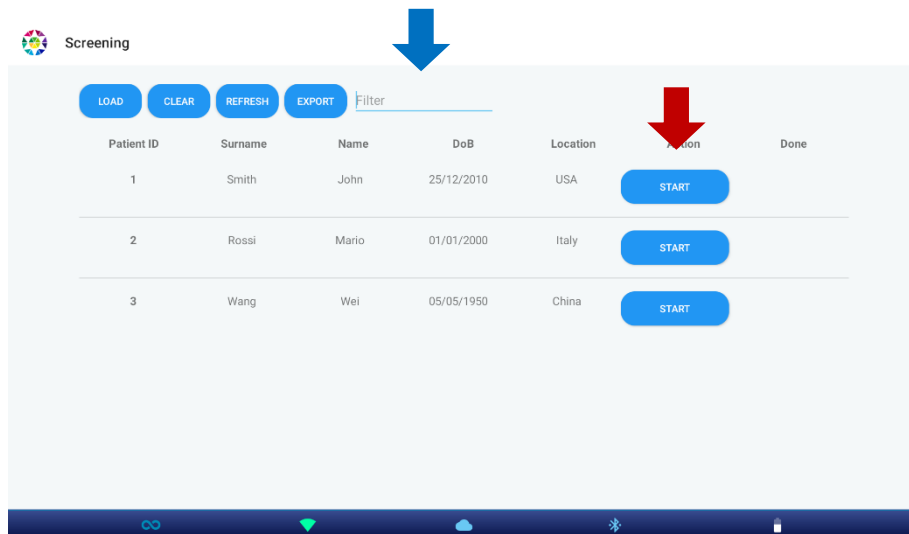 Screening
LOAD CLEAR REFRESH EXPORT Filter
Patient ID Surname Name DoB Location Action Done
1 Smith John 25/12/2010 USA START
2 Rossi Mario 01/01/2000 Italy START
3 Wang Wei 05/05/1950 China START